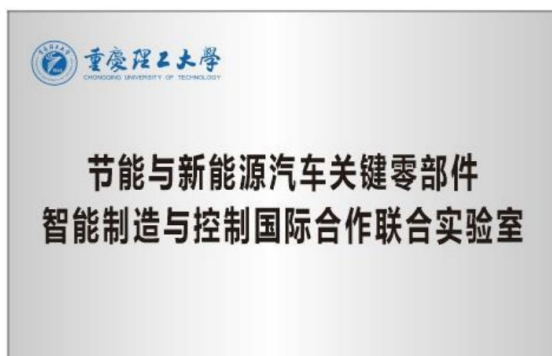 重慶理工大學
CHONGQING UNIVERSITY OF TECHNOLOGY
节能与新能源汽车关键零部件
智能制造与控制国际合作联合实验室